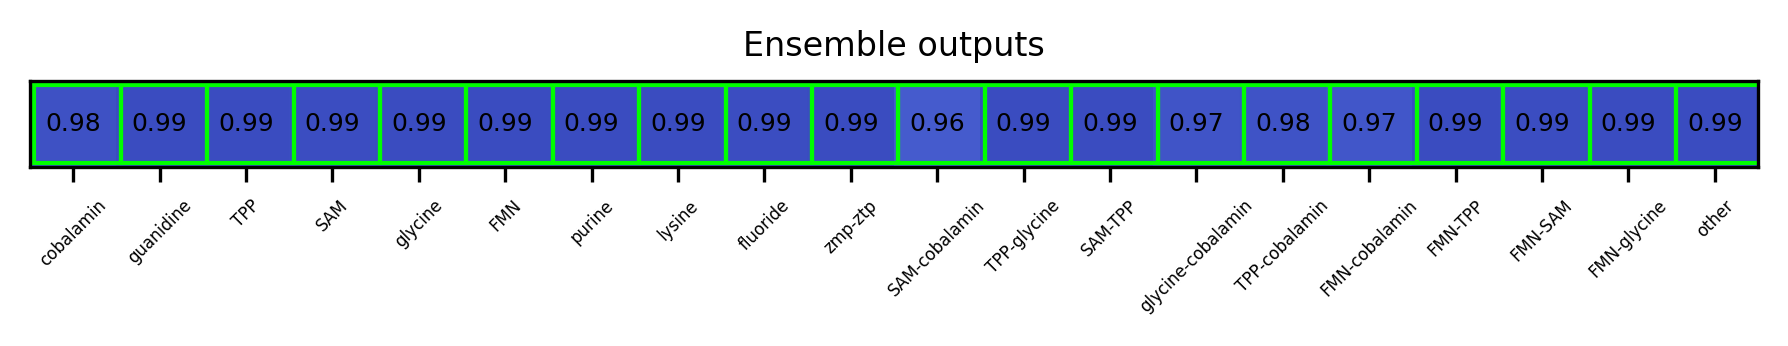 Ensemble outputs
0.98 0.99 0.99 0.99 0.99 0.99 0.99 0.99 0.99 0.99 0.96 0.99 0.99 0.97 0.98 0.97 0.99 0.99 0.99 0.99
cobalamin guanidine TPP SAM glycine FMN purine lysine fluoride zmp-ztp SAM-cobalamin TPP-glycine SAM-TPP glycine-cobalamin TPP-cobalamin FMN-cobalamin FMN-TPP FMN-SAM FMN-glycine other